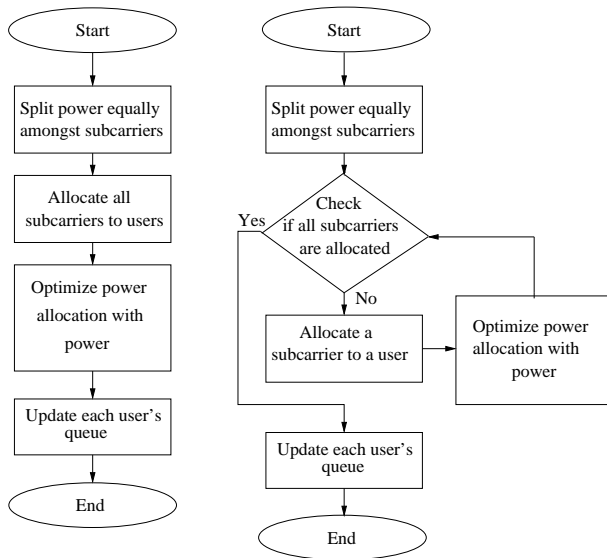 Start
Split power equally
amongst subcarriers
Allocate all
subcarriers to users
Optimize power
allocation with
power
Update each user's
queue
End
Start
Split power equally
amongst subcarriers
Check
if all subcarriers
are allocated
Yes
No
Allocate a
subcarrier to a user
Optimize power
allocation with
power
Update each user's
queue
End